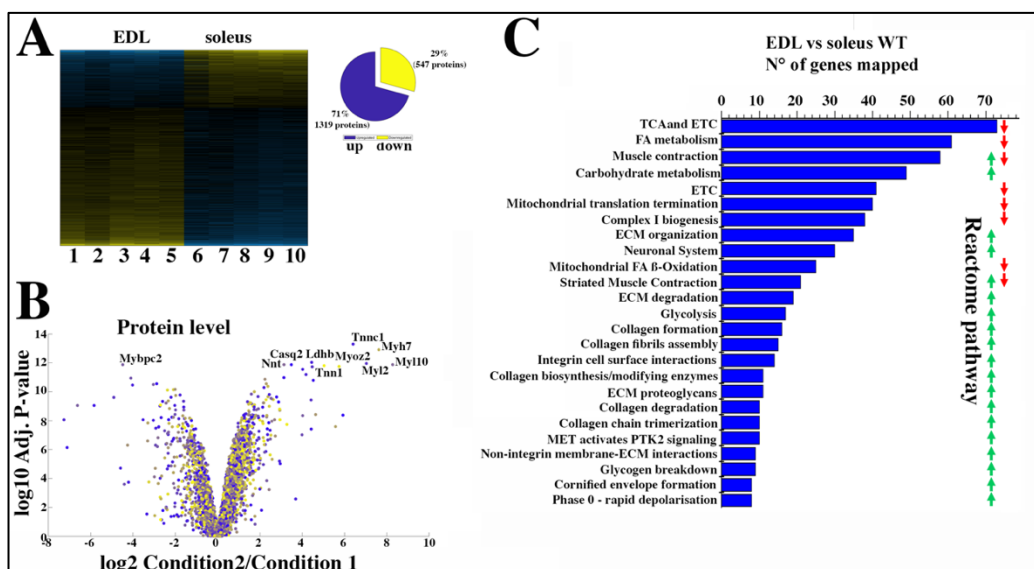 A
EDL soleus
1 2 3 4 5 6 7 8 9 10
29%
(547 proteins)
71%
1319 proteins)
Upregulated Downregulated
up down
B
Protein level
log10 Adj. P-value
14
12
10
8
6
4
2
0
-8 -6 -4 -2 0 2 4 6 8 10
log2 Condition2/Condition 1
Mybpc2
Tnnc1
Casq2 Ldhb Myh7
Nnt Myoz2 Myl10
Tnn1 Myl2
C
EDL vs soleus WT
N° of genes mapped
0 10 20 30 40 50 60 70
TCAand ETC
FA metabolism
Muscle contraction
Carbohydrate metabolism
ETC
Mitochondrial translation termination
Complex I biogenesis
ECM organization
Neuronal System
Mitochondrial FA ß-Oxidation
Striated Muscle Contraction
ECM degradation
Glycolysis
Collagen formation
Collagen fibrils assembly
Integrin cell surface interactions
Collagen biosynthesis/modifying enzymes
ECM proteoglycans
Collagen degradation
Collagen chain trimerization
MET activates PTK2 signaling
Non-integrin membrane-ECM interactions
Glycogen breakdown
Cornified envelope formation
Phase 0 - rapid depolarisation
Reactome pathway